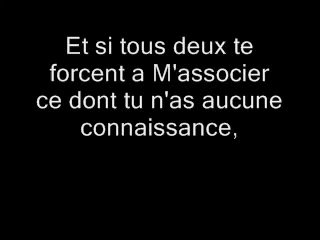 Et si tous deux te
forcent a M'associer
ce dont tu n'as aucune
connaissance,